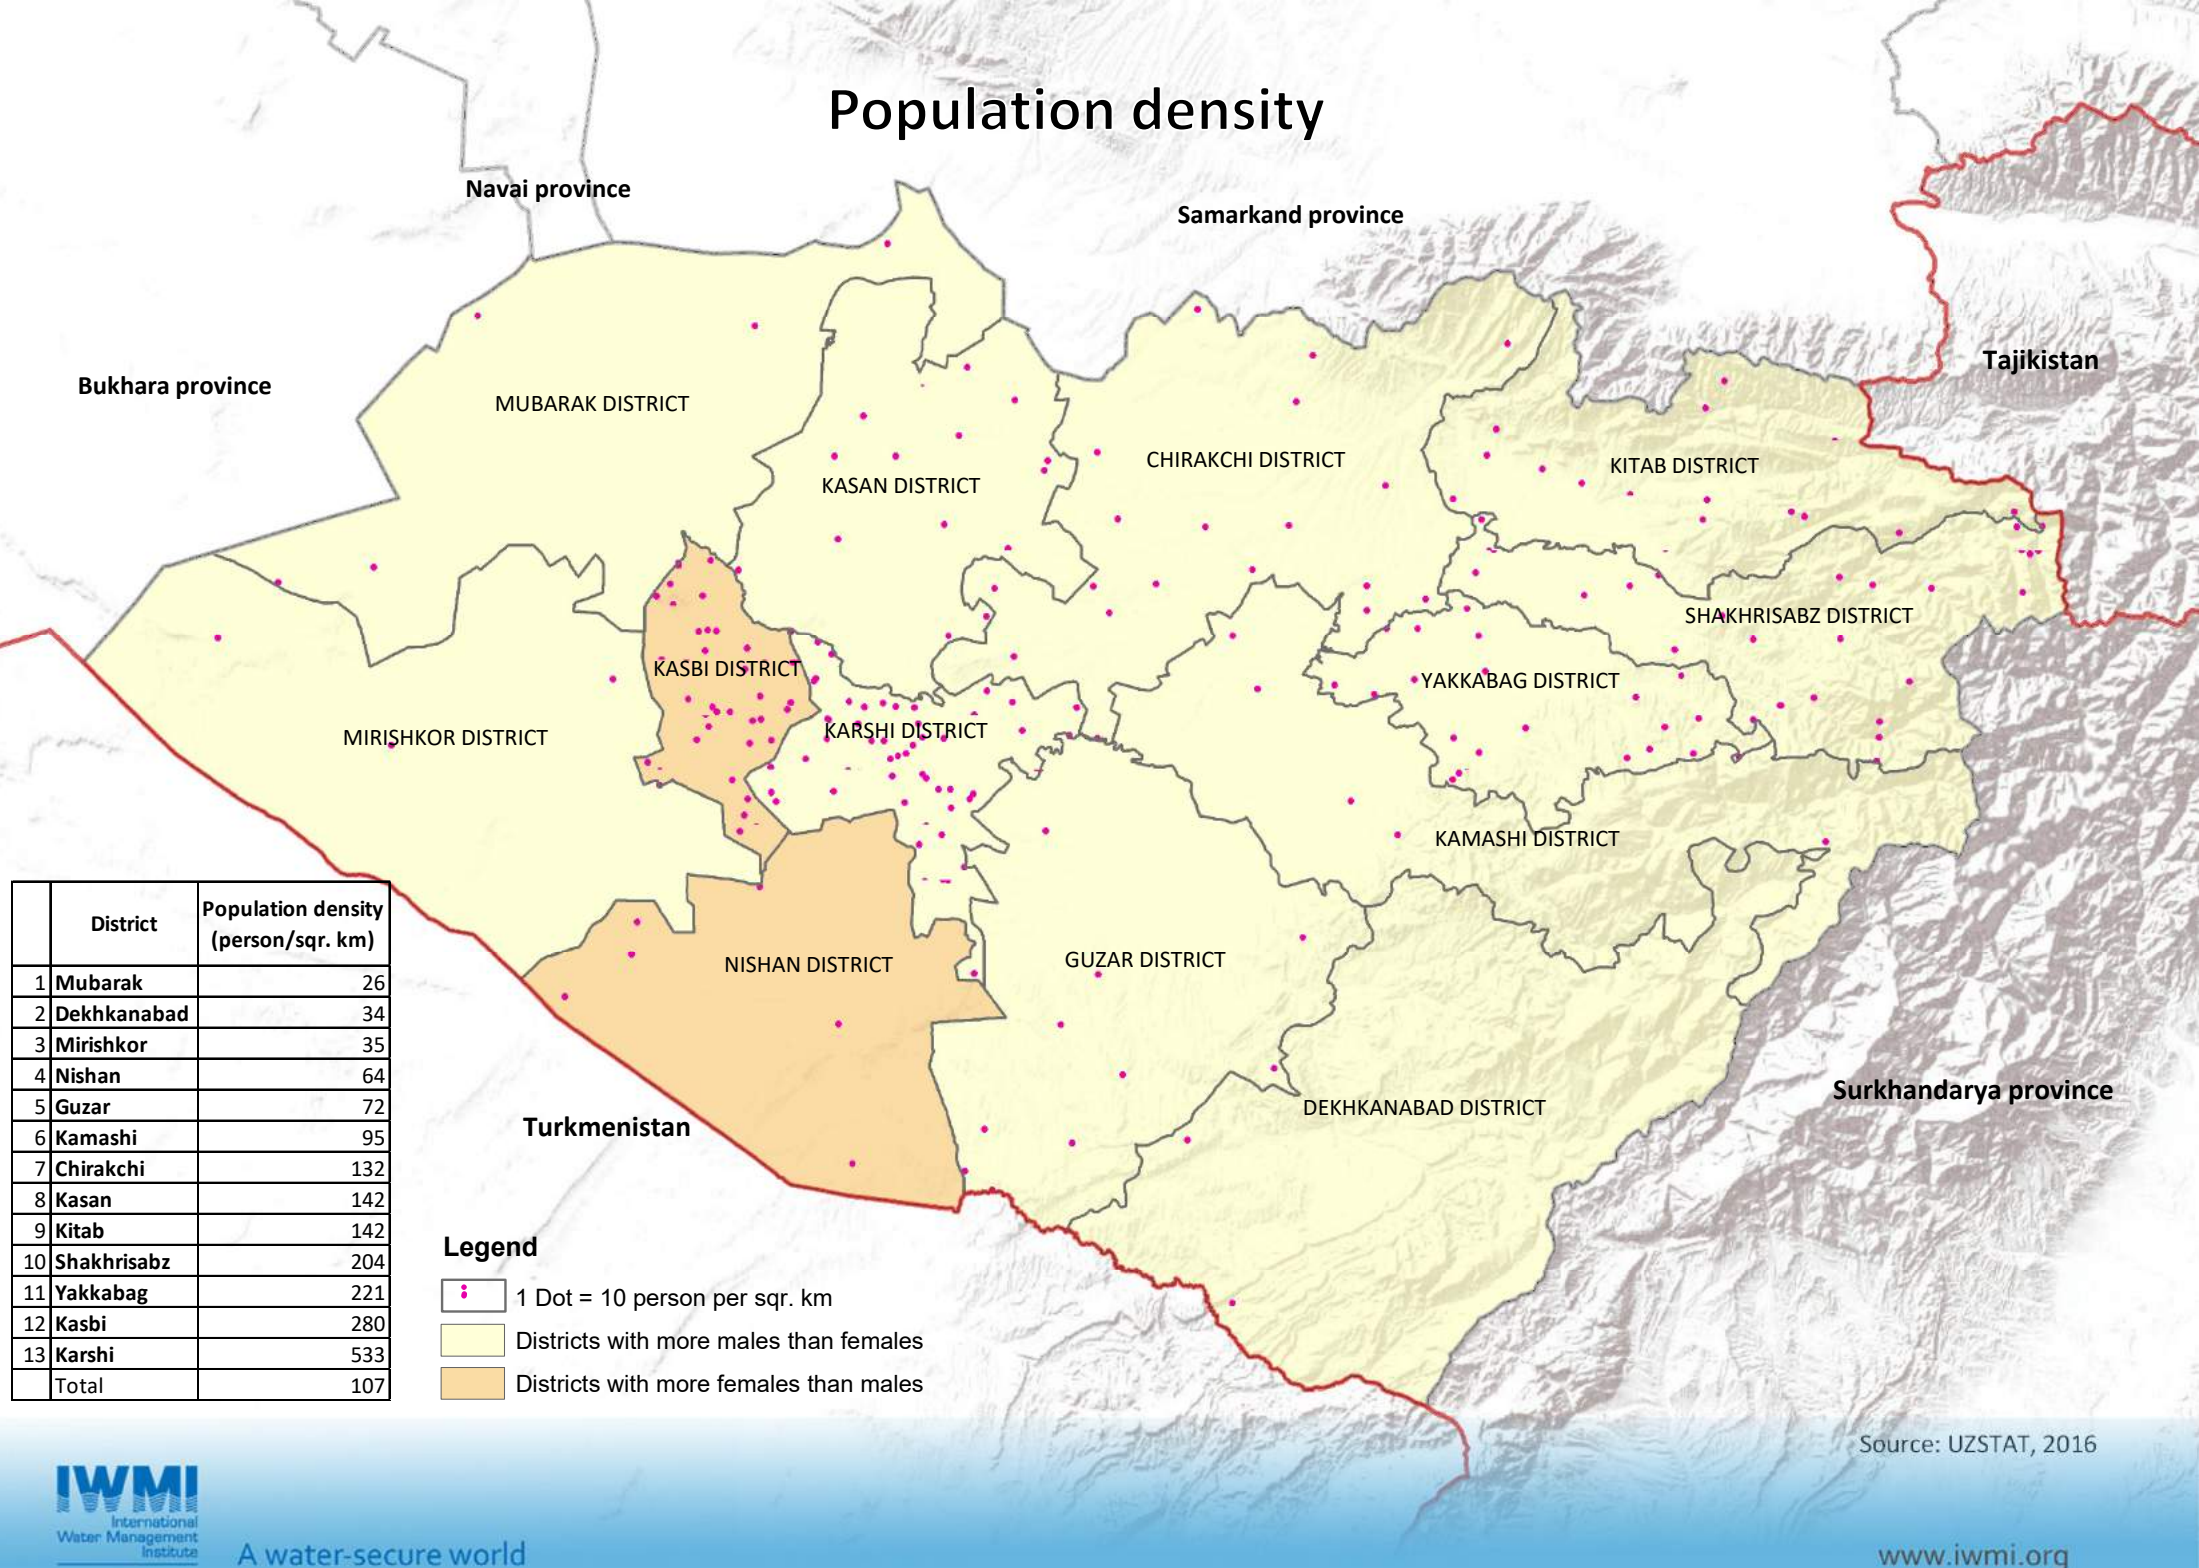 Population density
Navai province
Samarkand province
Tajikistan
Bukhara province
MUBARAK DISTRICT
CHIRAKCHI DISTRICT
KITAB DISTRICT
KASAN DISTRICT
SHAKHRISABZ DISTRICT
KASBI DISTRICT
YAKKABAG DISTRICT
KARSHI DISTRICT
MIRISHKOR DISTRICT
KAMASHI DISTRICT
NISHAN DISTRICT
GUZAR DISTRICT
Surkhandarya province
DEKHKANABAD DISTRICT
Turkmenistan
District Population density
(person/sqr. km)
1 Mubarak 26
2 Dekhkanabad 34
3 Mirishkor 35
4 Nishan 64
5 Guzar 72
6 Kamashi 95
7 Chirakchi 132
8 Kasan 142
9 Kitab 142
10 Shakhrisabz 204
11 Yakkabag 221
12 Kasbi 280
13 Karshi 533
Total 107
Legend
1 Dot = 10 person per sqr. km
Districts with more males than females
Districts with more females than males
Source: UZSTAT, 2016
IWMI
International
Water Management
Institute
A water-secure world
www.iwmi.org